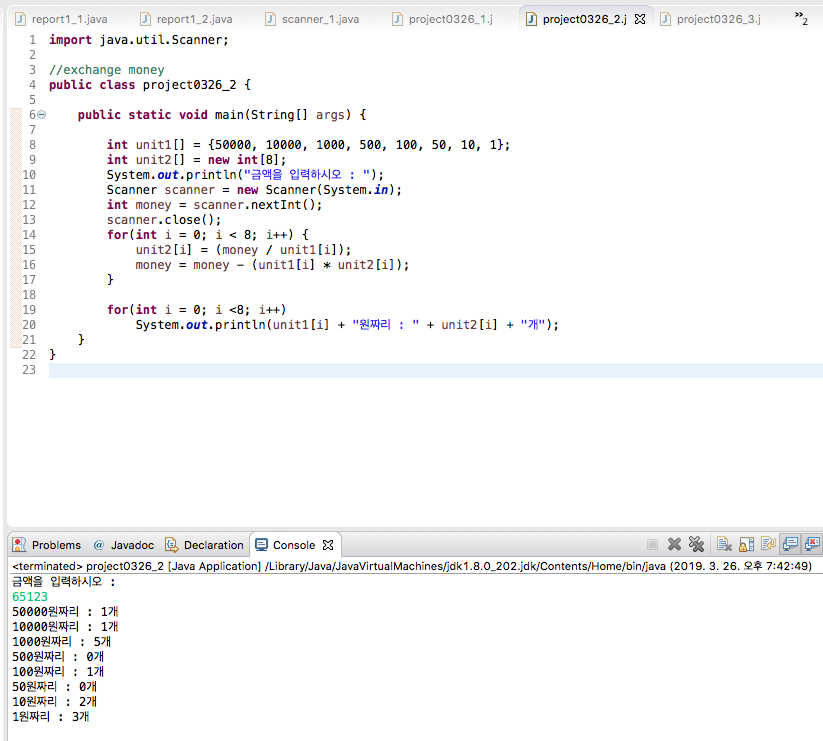 report1_1.java report1_2.java scanner_1.java project0326_1.j project0326_2.j project0326_3.j »2
1 import java.util.Scanner;
2
3 //exchange money
4 public class project0326_2 {
5
6 public static void main(String[] args) {
7
8 int unit1[] = {50000, 10000, 1000, 500, 100, 50, 10, 1};
9 int unit2[] = new int[8];
10 System.out.println("금액을 입력하시오 : ");
11 Scanner scanner = new Scanner(System.in);
12 int money = scanner.nextInt();
13 scanner.close();
14 for(int i = 0; i < 8; i++) {
15 unit2[i] = (money / unit1[i]);
16 money = money - (unit1[i] * unit2[i]);
17 }
18
19 for(int i = 0; i <8; i++)
20 System.out.println(unit1[i] + "원짜리 : " + unit2[i] + "개");
21 }
22 }
23
Problems @ Javadoc Declaration Console
<terminated> project0326_2 [Java Application] /Library/Java/JavaVirtualMachines/jdk1.8.0_202.jdk/Contents/Home/bin/java (2019. 3. 26. 오후 7:42:49)
금액을 입력하시오 :
65123
50000원짜리 : 1개
10000원짜리 : 1개
1000원짜리 : 5개
500원짜리 : 0개
100원짜리 : 1개
50원짜리 : 0개
10원짜리 : 2개
1원짜리 : 3개